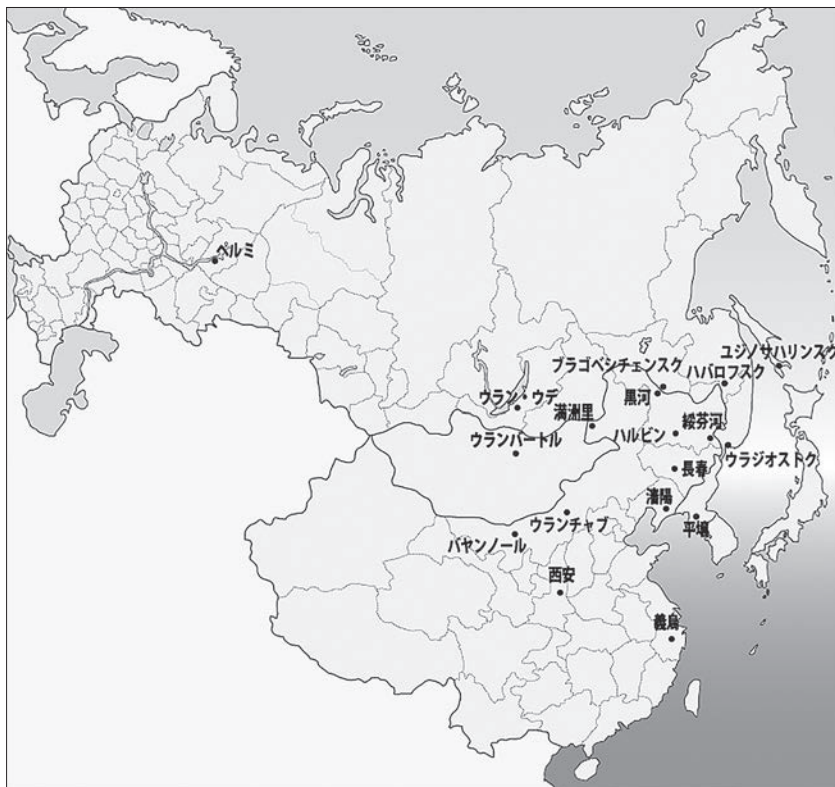 ペルミ
ユジノサハリンスク
ブラゴベシチェンスク
ハバロフスク
ウラン・ウデ
黒河
満洲里
綏芬河
ハルビン
ウランバートル
ウラジオストク
長春
瀋陽
ウランチャブ
平壌
バヤンノール
西安
義烏